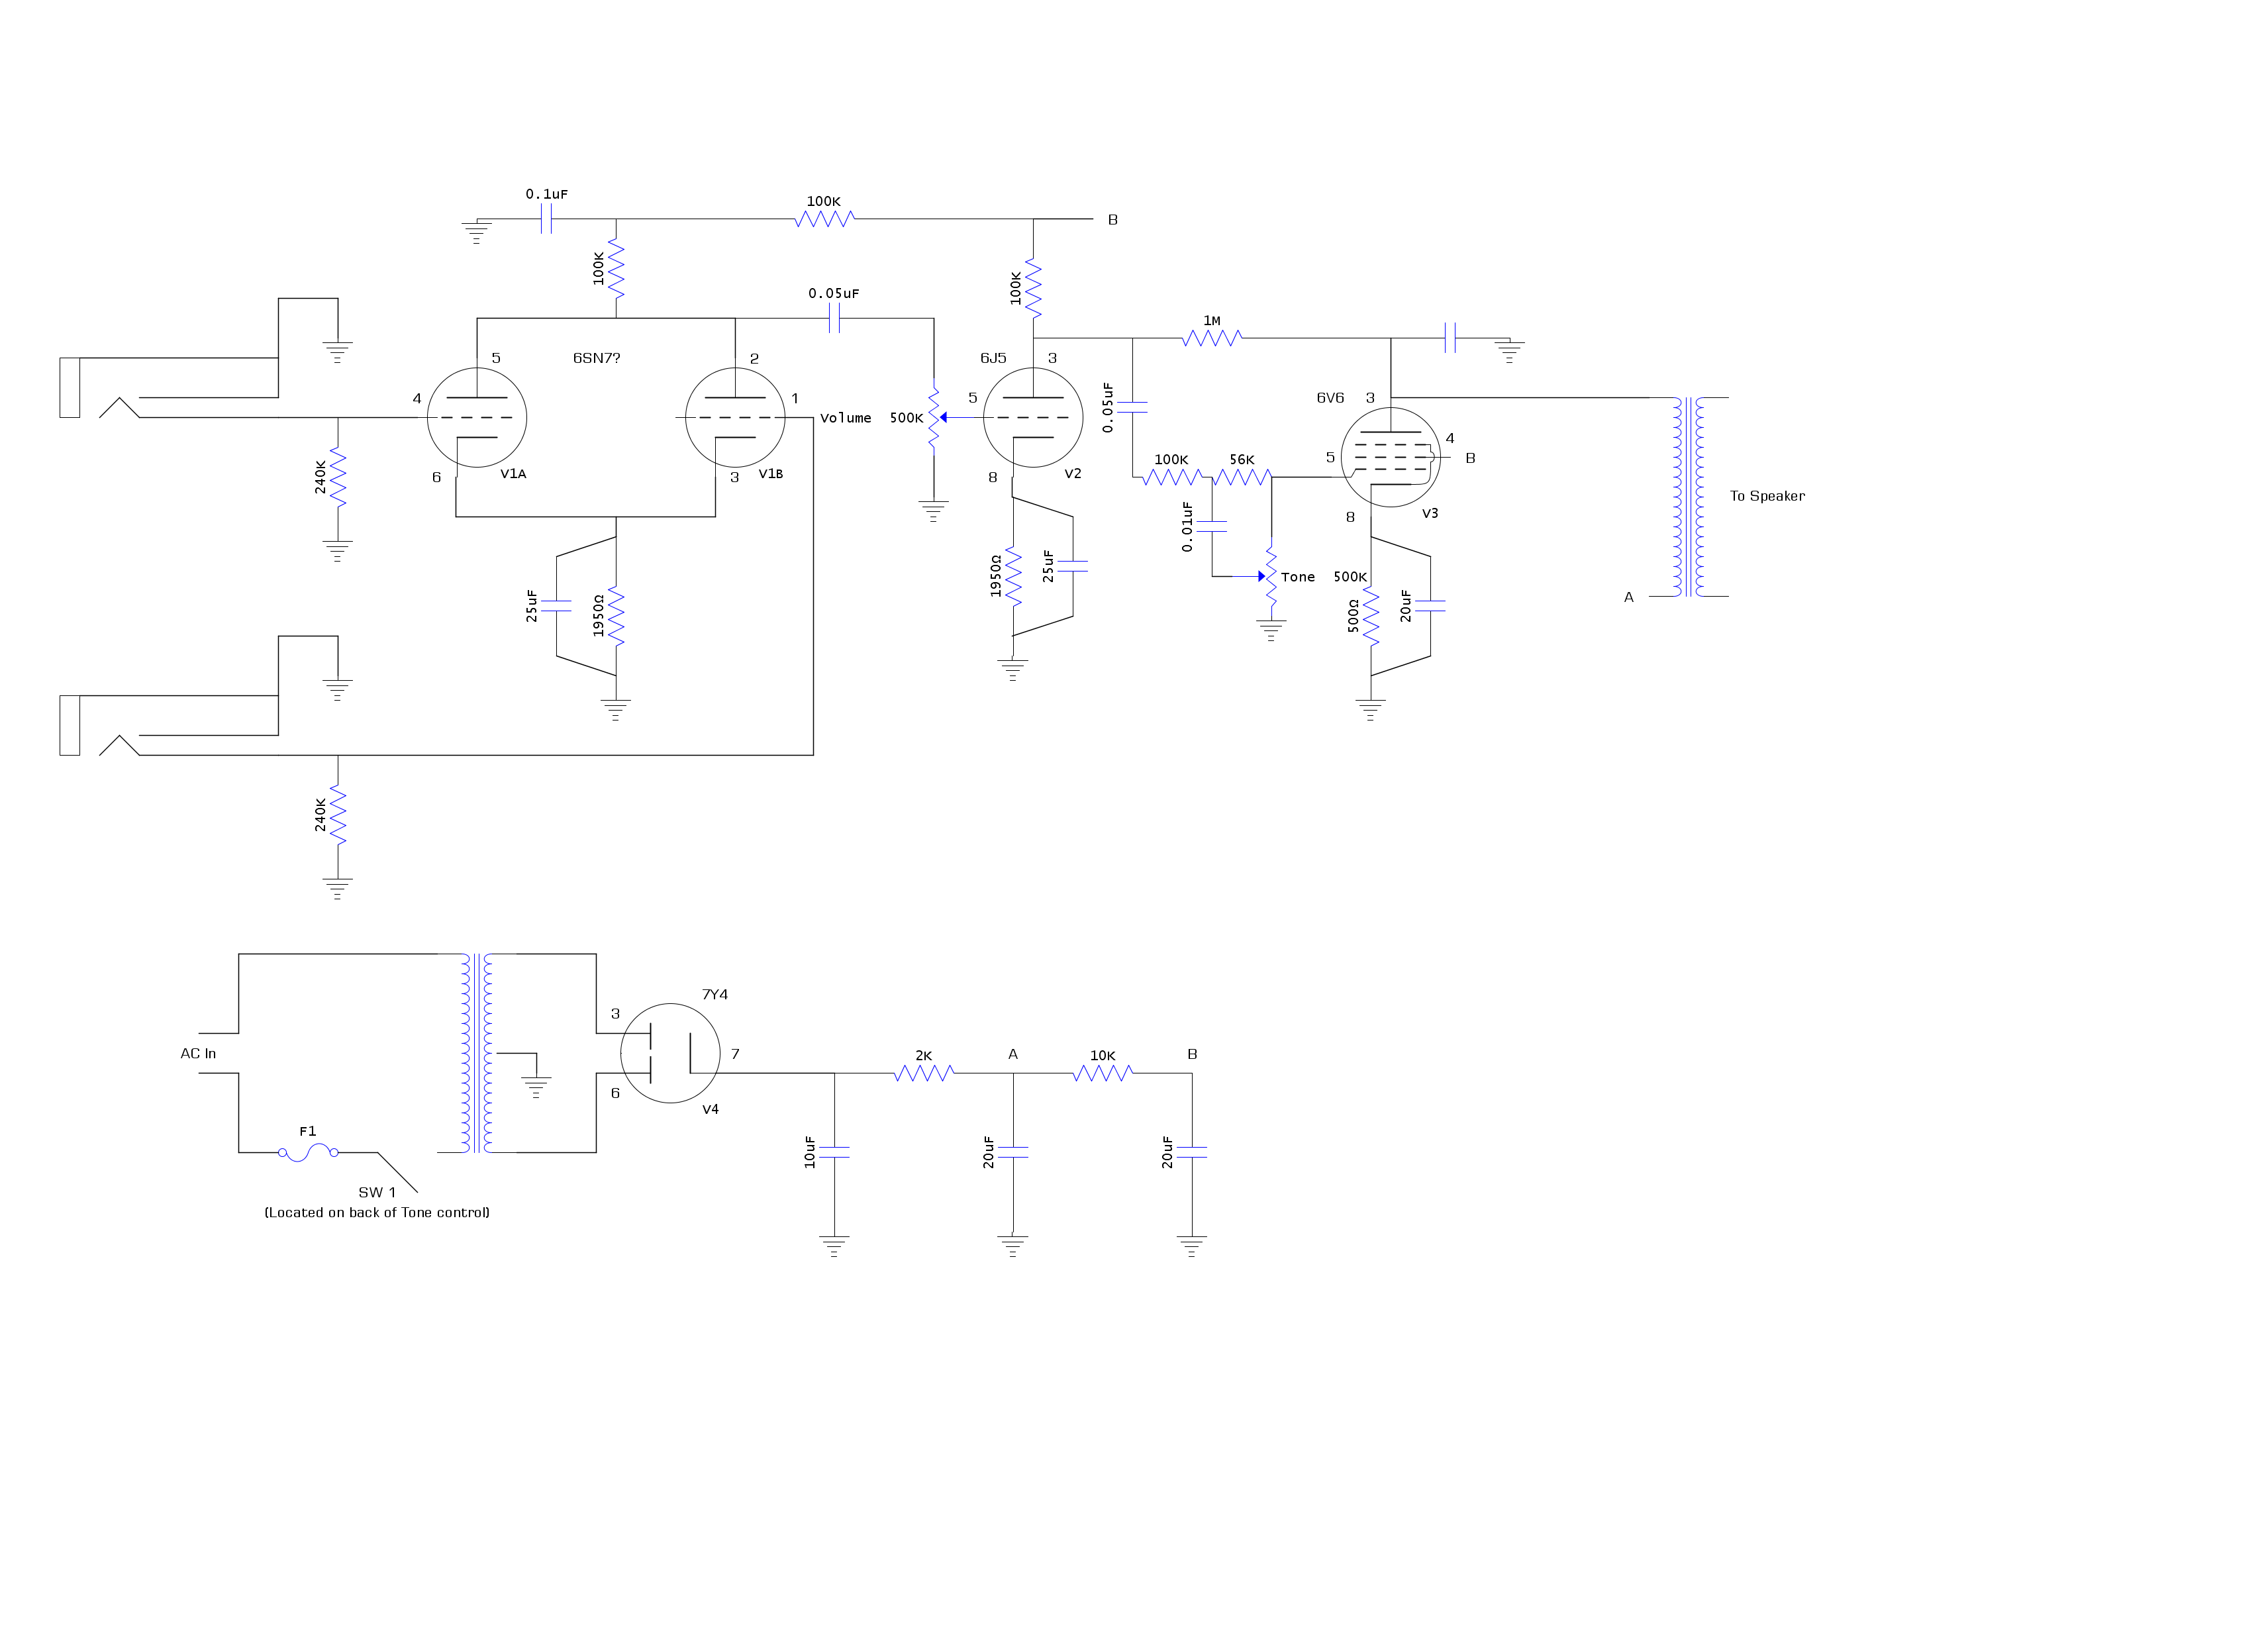 0.1uF
100K
B
100K
0.05uF
100K
1M
5
6SN7?
2
6J5
3
4
1
Volume
500K
5
0.05uF
6V6
3
4
5
B
240K
6
V1A
3
V1B
8
V2
100K
56K
To Speaker
0.01uF
8
V3
25uF
1950Ω
1950Ω
25uF
Tone
500K
500Ω
20uF
A
240K
7Y4
3
AC In
7
2K
A
10K
B
6
V4
F1
10uF
20uF
20uF
SW 1
(Located on back of Tone control)